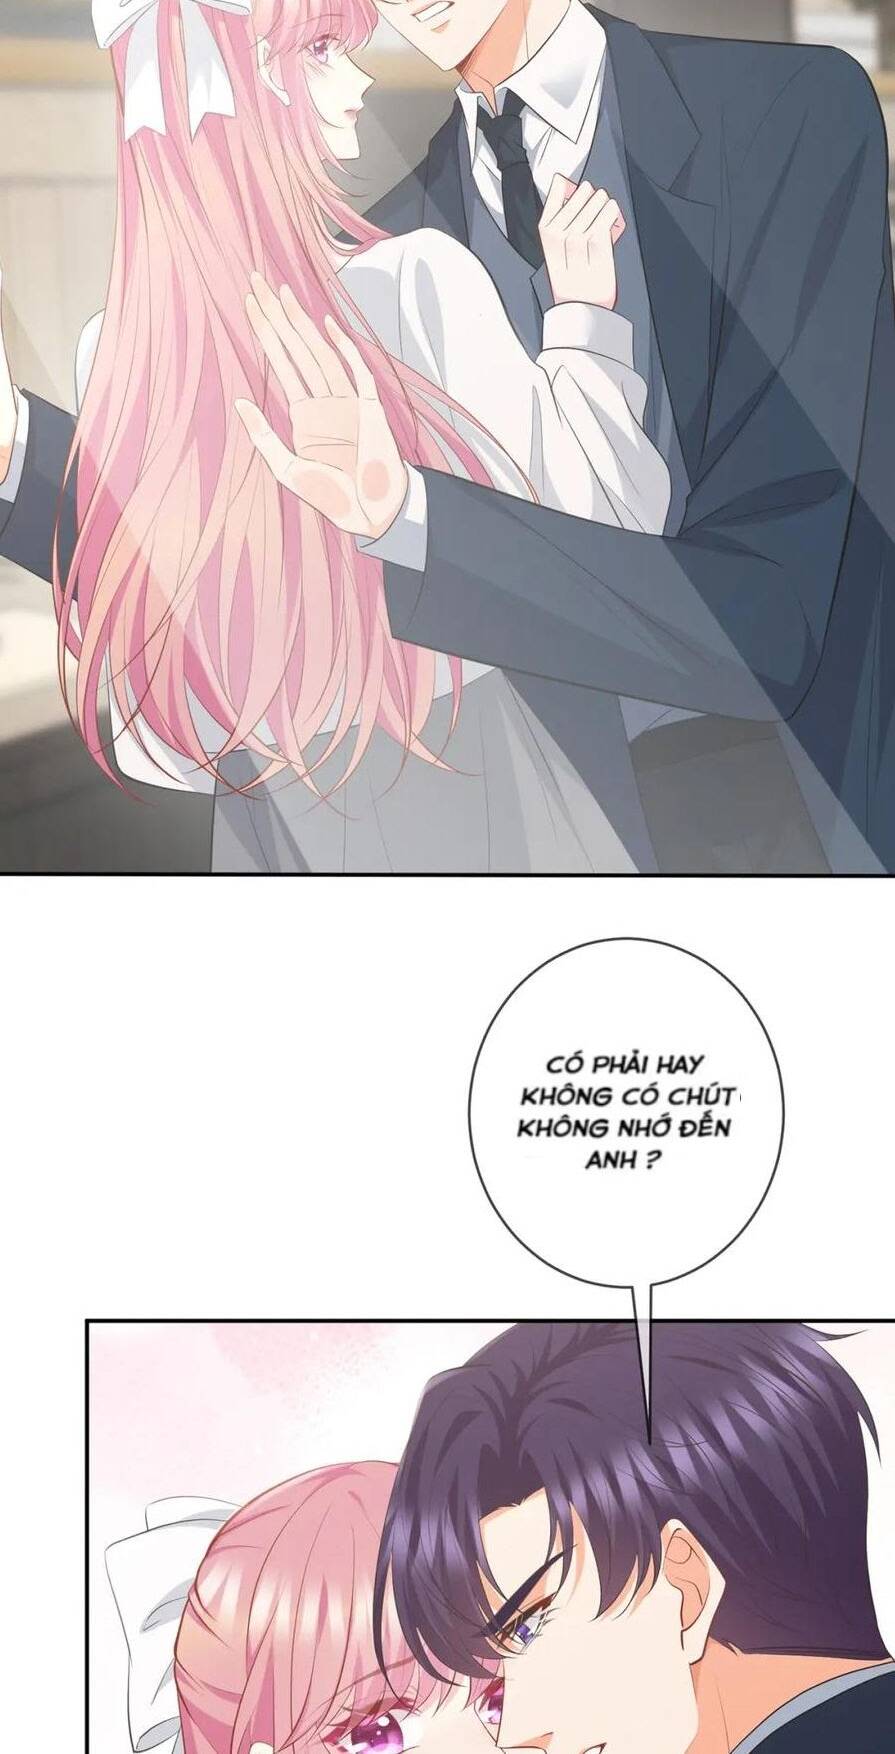 CÓ PHẢI HAY
KHÔNG CÓ CHÚT
KHÔNG NHỚ ĐẾN
ANH ?